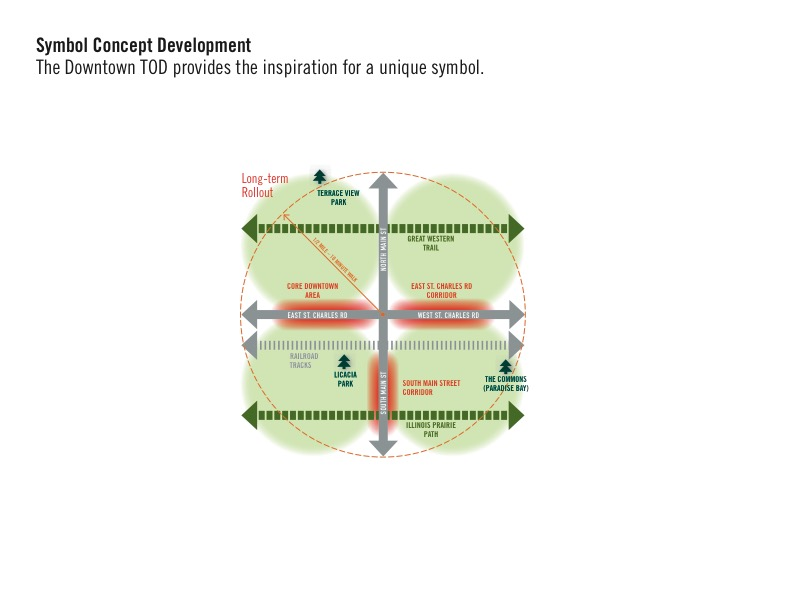 Symbol Concept Development
The Downtown TOD provides the inspiration for a unique symbol.
Long-term
Rollout
TERRACE VIEW
PARK
NORTH MAIN ST
GREAT WESTERN
TRAIL
1/2 MILE - 10 MINUTE WALK
CORE DOWNTOWN
AREA
EAST ST. CHARLES RD
CORRIDOR
EAST ST. CHARLES RD
WEST ST. CHARLES RD
RAILROAD
TRACKS
LICACIA
PARK
SOUTH MAIN ST
SOUTH MAIN STREET
CORRIDOR
THE COMMONS
(PARADISE BAY)
ILLINOIS PRAIRIE
PATH